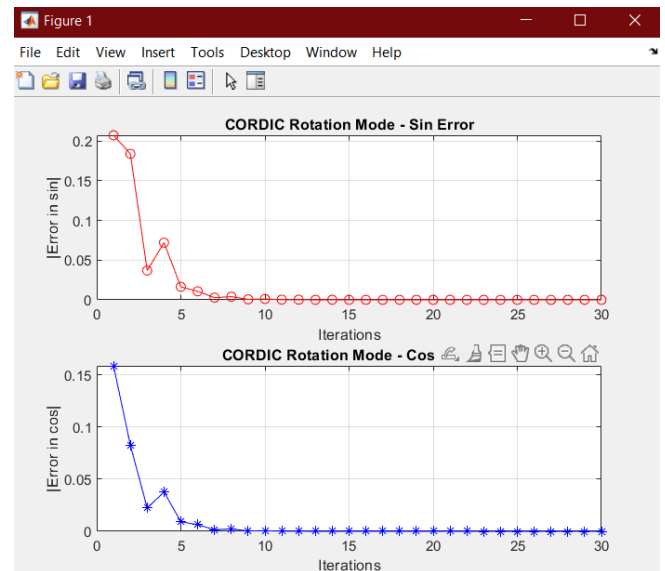 Figure 1
File Edit View Insert Tools Desktop Window Help
CORDIC Rotation Mode - Sin Error
0.2
0.15
0.1
0.05
0
|Error in sin|
0 5 10 15 20 25 30
Iterations
CORDIC Rotation Mode - Cos
0.15
0.1
0.05
0
|Error in cos|
0 5 10 15 20 25 30
Iterations